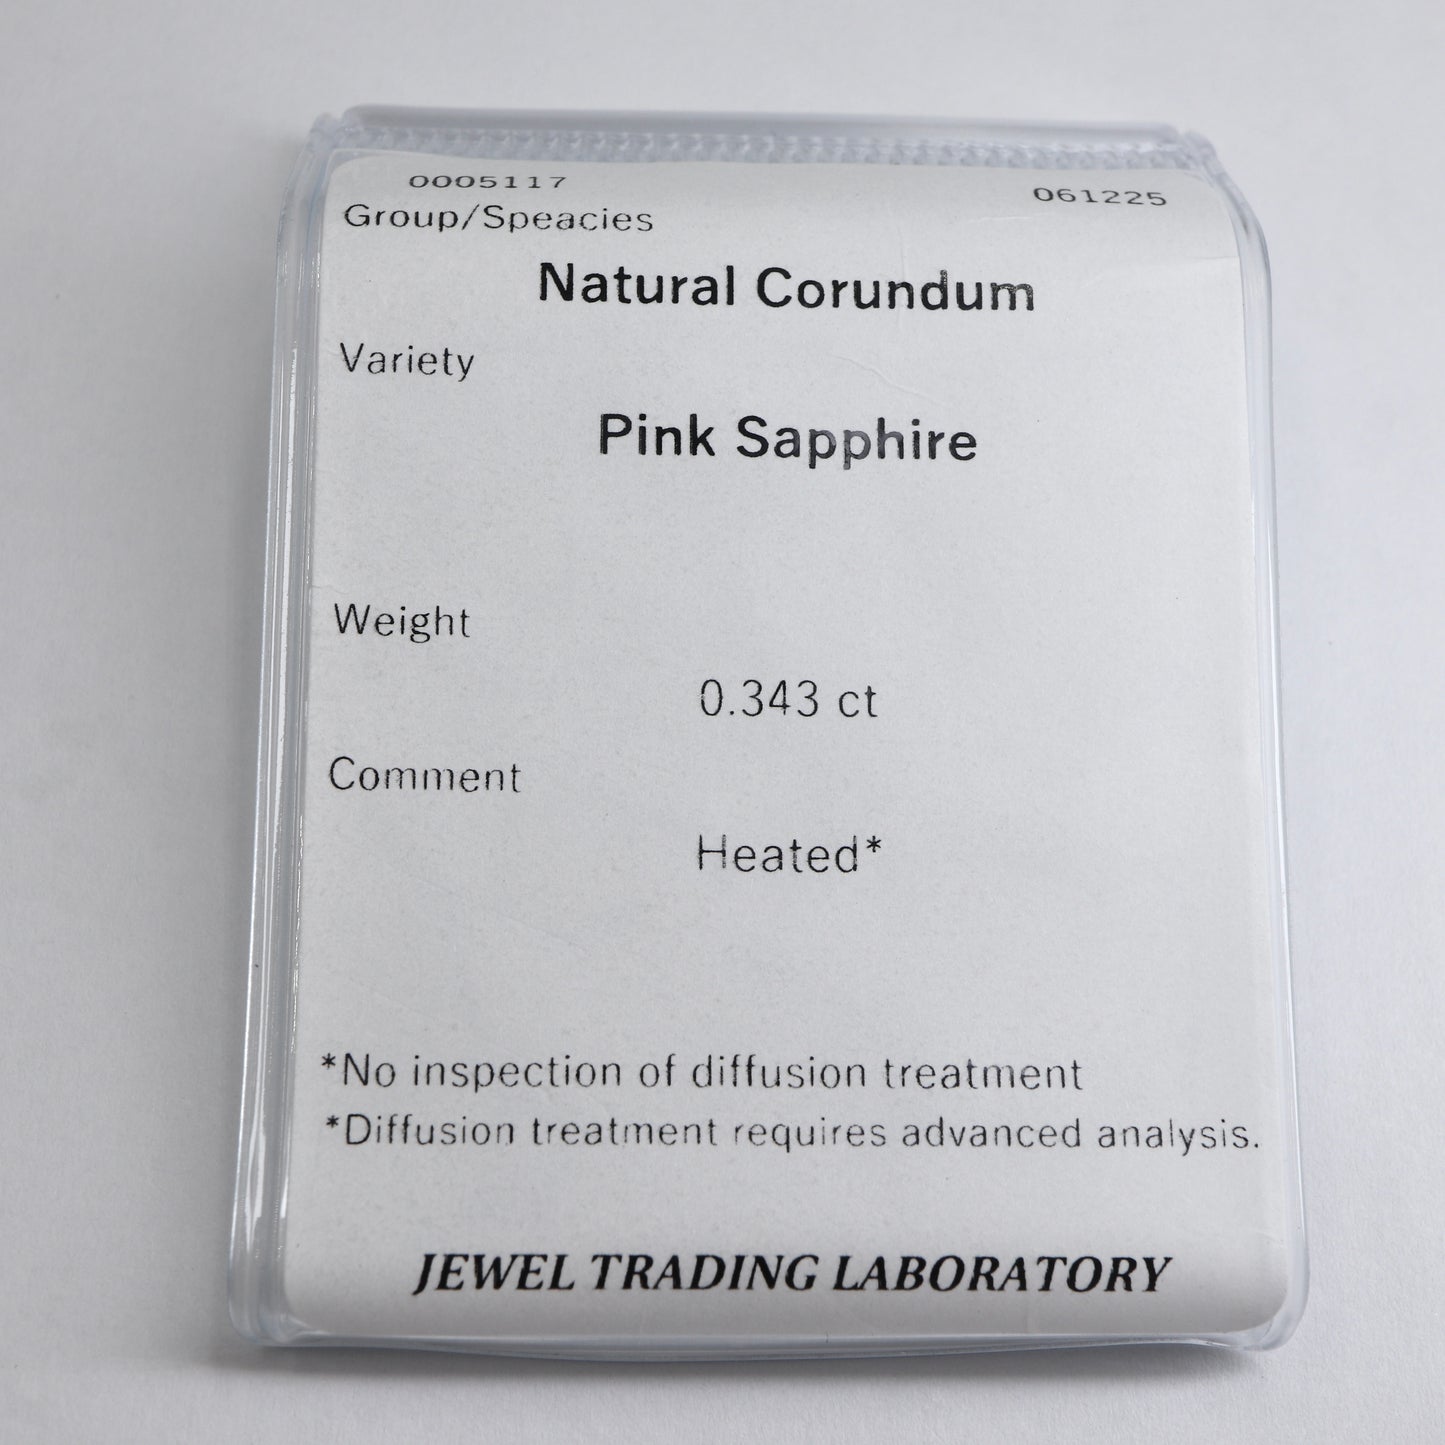 0005117
061225
Group/Speacies
Natural Corundum
Variety
Pink Sapphire
Weight
0.343 ct
Comment
Heated*
*No inspection of diffusion treatment
*Diffusion treatment requires advanced analysis.
JEWEL TRADING LABORATORY